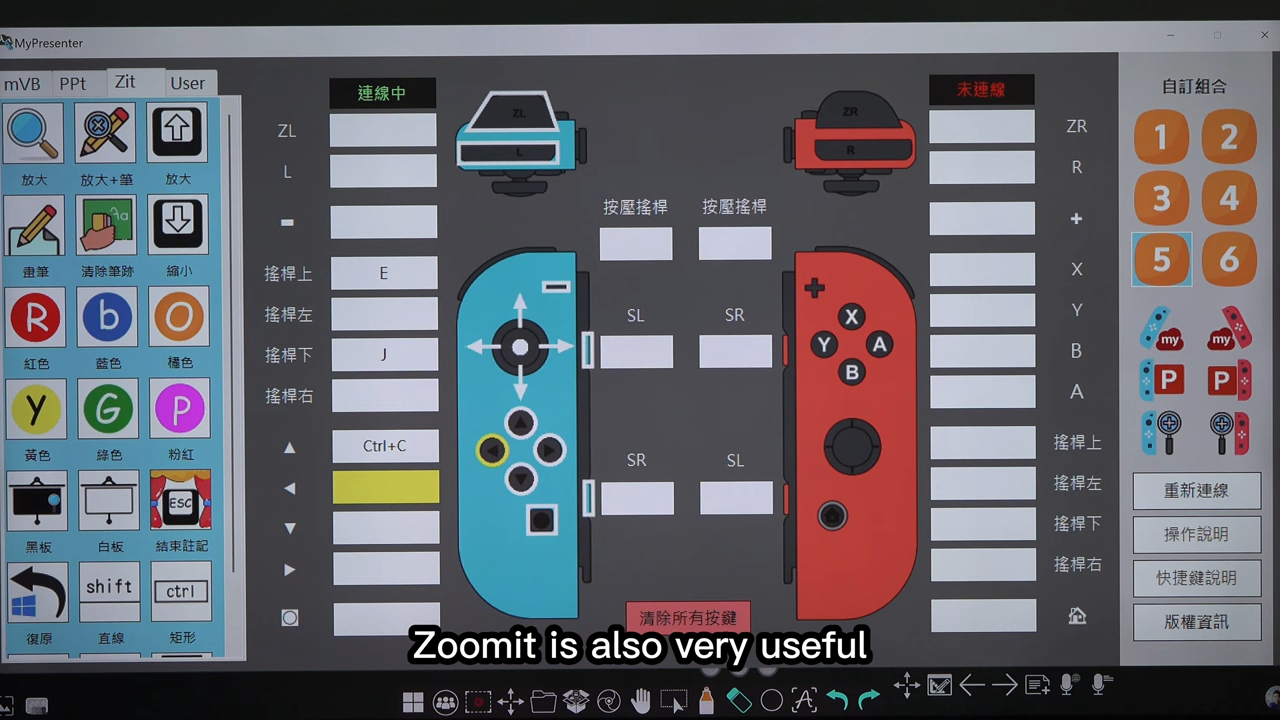 MyPresenter
mVB PPt Zit User
放大
放大+筆
放大
畫筆
清除筆跡
縮小
R
b
O
紅色
藍色
橘色
Y
G
P
黃色
綠色
粉紅
ESC
黑板
白板
結束註記
shift
ctrl
復原
直線
矩形
連線中
ZL
L
搖桿上
E
搖桿左
搖桿下
J
搖桿右
Ctrl+C
ZL
L
ZR
R
按壓搖桿
按壓搖桿
SL
SR
SR
SL
X
Y
A
B
清除所有按鍵
未連線
ZR
R
+
X
Y
B
A
搖桿上
搖桿左
搖桿下
搖桿右
自訂組合
1 2
3 4
5 6
my my
P P
重新連線
操作說明
快捷鍵說明
版權資訊
Zoomit is also very useful